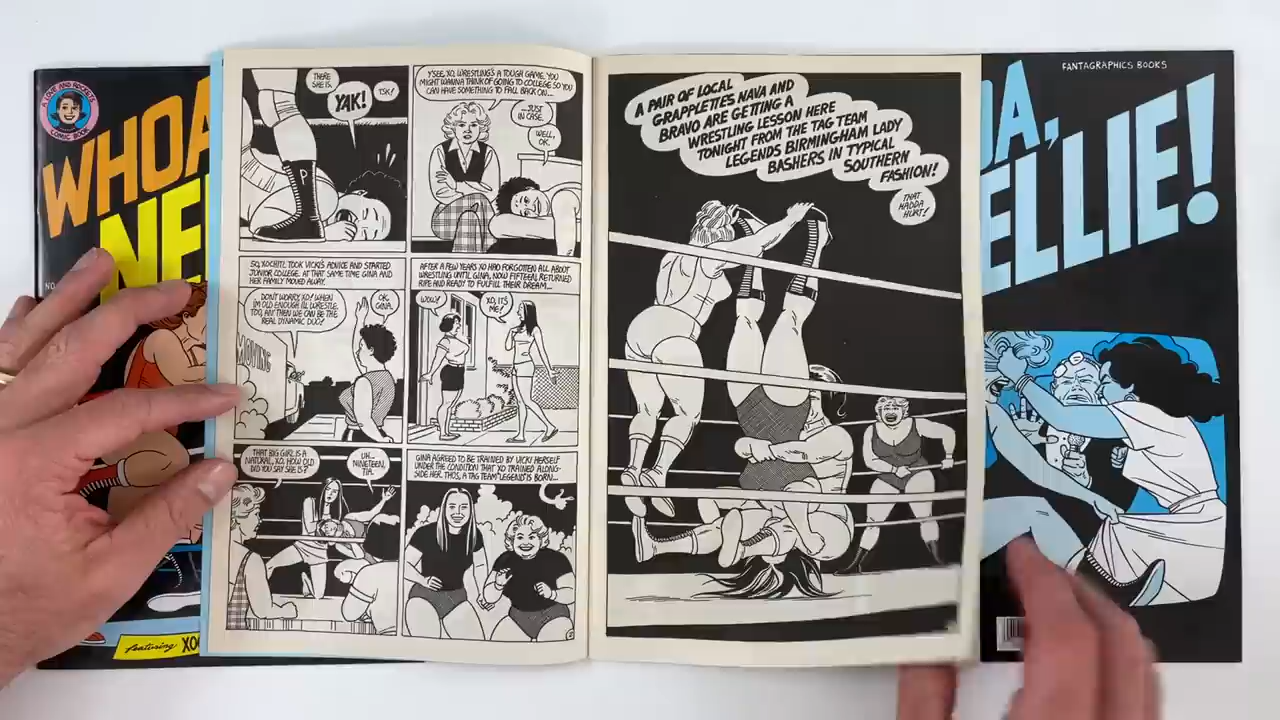 A LOVE AND ROCKETS
COMIC BOOK
WHOA
NE
NO.
featuring XO
THERE
SHE IS.
YAK!
TSK!
P
Y'SEE, XO, WRESTLING'S A TOUGH GAME. YOU
MIGHT WANNA THINK OF GOING TO COLLEGE SO YOU
CAN HAVE SOMETHING TO FALL BACK ON...
JUST
IN CASE.
WELL,
OK.
SO, XOCHITL TOOK VICKI'S ADVICE AND STARTED
JUNIOR COLLEGE. AT THAT SAME TIME GINA AND
HER FAMILY MOVED AWAY.
DON'T WORRY, XO! WHEN
I'M OLD ENOUGH I'LL WRESTLE,
TOO, AN' THEN WE CAN BE THE
REAL DYNAMIC DUO!
OK,
GINA.
MOVING
AFTER A FEW YEARS XO HAD FORGOTTEN ALL ABOUT
WRESTLING UNTIL GINA, NOW FIFTEEN, RETURNED
RIPE AND READY TO FULFILL THEIR DREAM...
WOW!
XO, IT'S
ME!
THAT BIG GIRL IS A
NATURAL, XO. HOW OLD
DID YOU SAY SHE IS?
UH...
NINETEEN,
TIA.
GINA AGREED TO BE TRAINED BY VICKI HERSELF
UNDER THE CONDITION THAT XO TRAINED ALONG-
SIDE HER. THUS, A TAG TEAM LEGEND IS BORN...
A PAIR OF LOCAL
GRAPPLETTES NAVA AND
BRAVO ARE GETTING A
WRESTLING LESSON HERE
TONIGHT FROM THE TAG TEAM
LEGENDS BIRMINGHAM LADY
BASHERS IN TYPICAL
SOUTHERN
FASHION!
THAT
HADDA
HURT!
FANTAGRAPHICS BOOKS
A,
ELLIE!